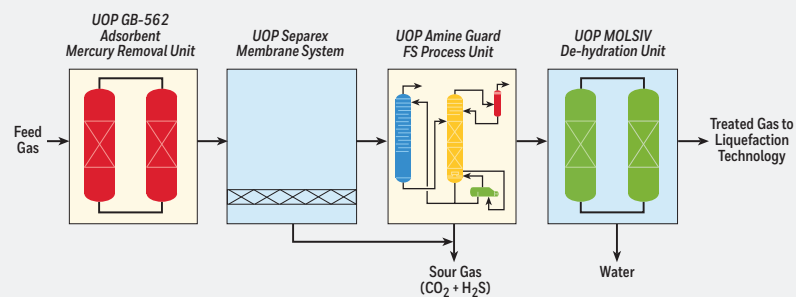 UOP GB-562
Adsorbent
Mercury Removal Unit
UOP Separex
Membrane System
UOP Amine Guard
FS Process Unit
UOP MOLSIV
De-hydration Unit
Feed
Gas
Treated Gas to
Liquefaction
Technology
Sour Gas
(CO₂ + H₂S)
Water